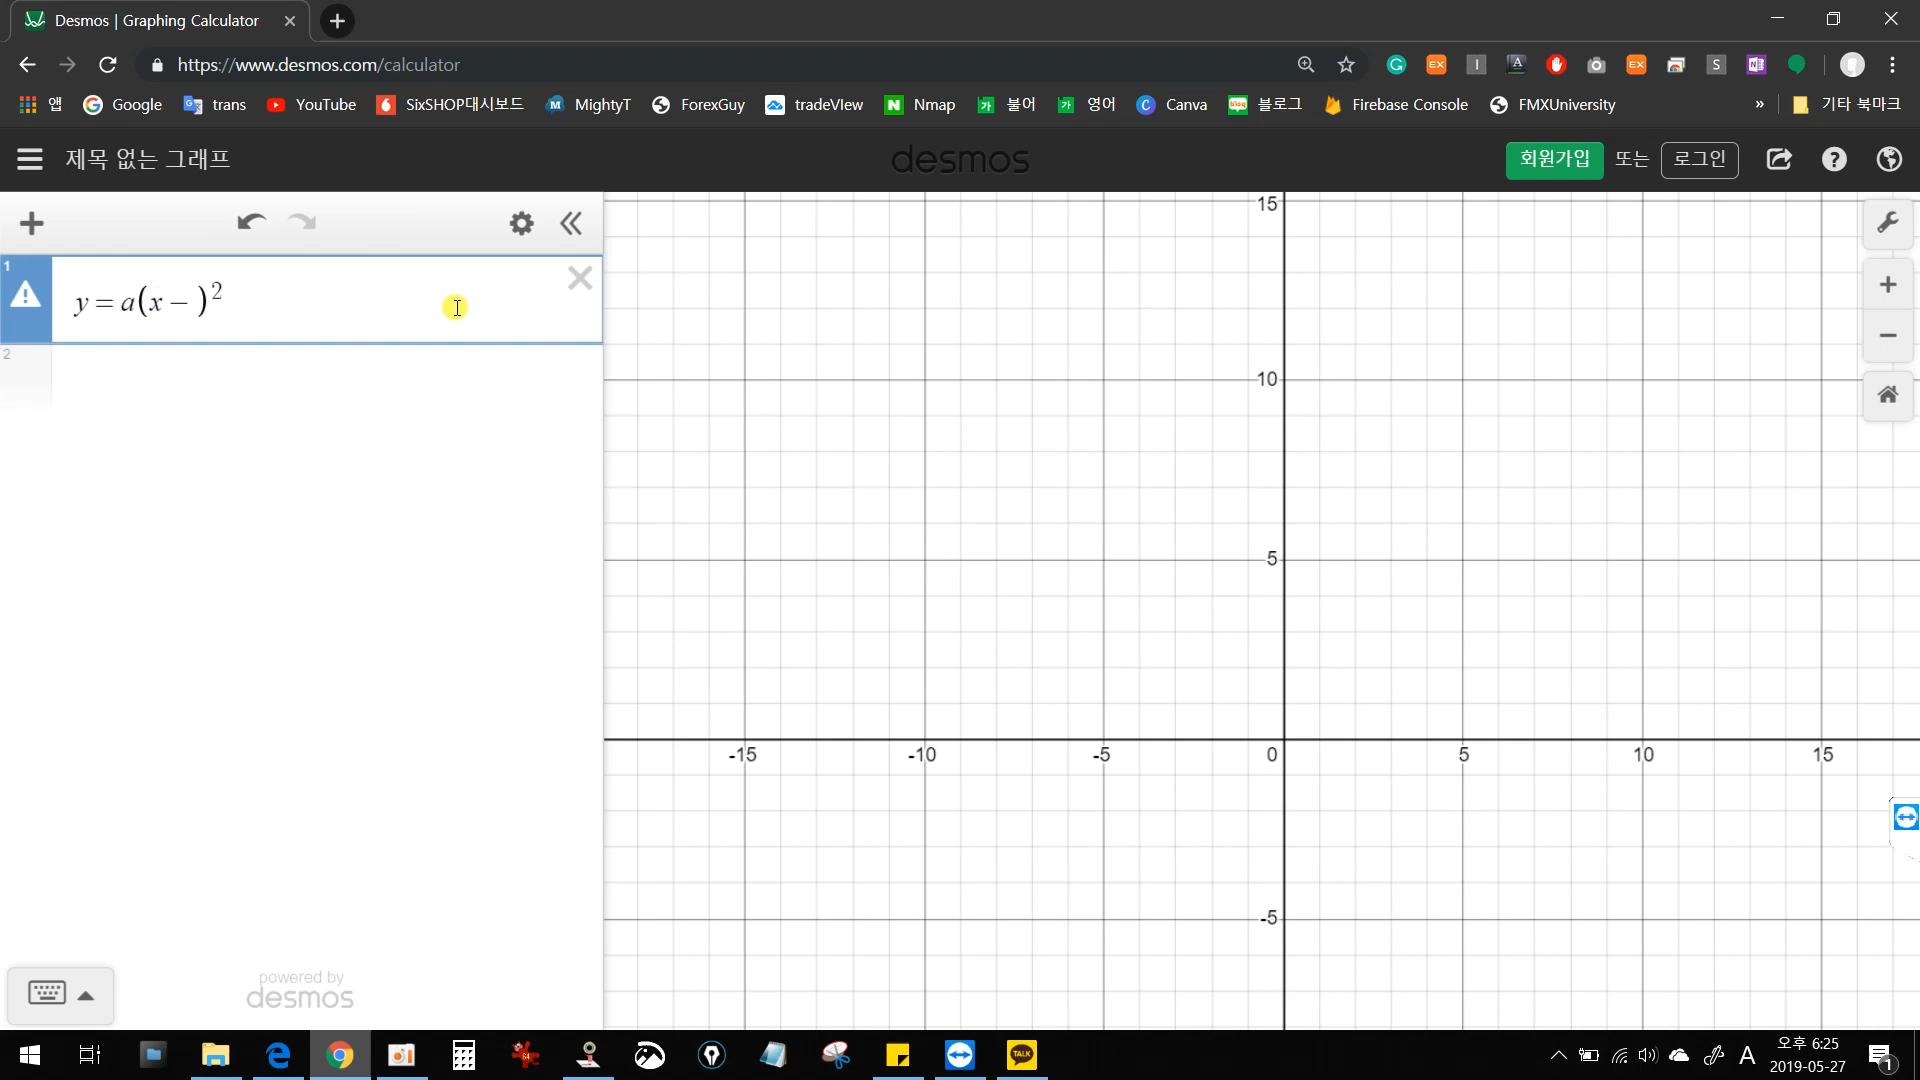 Desmos | Graphing Calculator
https://www.desmos.com/calculator
앱 Google trans YouTube SixSHOP대시보드 MightyT ForexGuy tradeVIew Nmap 불어 영어 Canva 블로그 Firebase Console FMXUniversity » 기타 북마크
제목 없는 그래프 desmos 회원가입 또는 로그인
1
y = a(x − )²
2
15
10
5
-15 -10 -5 0 5 10 15
-5
powered by
desmos
A 오후 6:25
2019-05-27
1